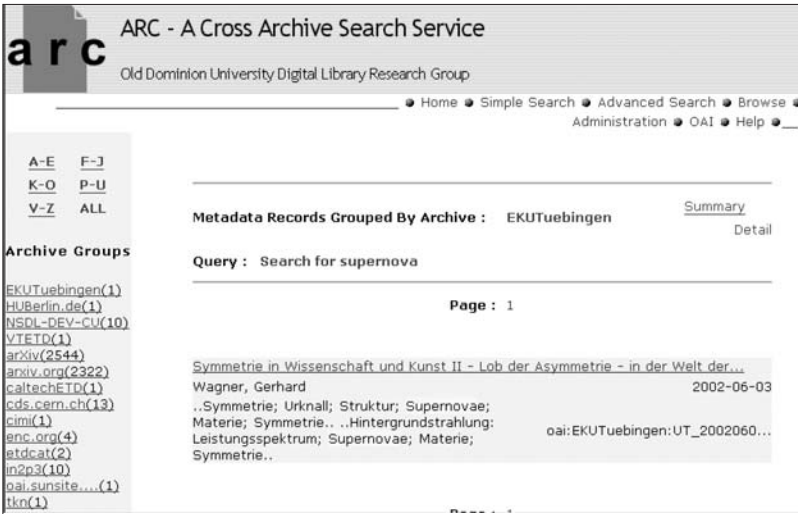 arc
ARC - A Cross Archive Search Service
Old Dominion University Digital Library Research Group
Home Simple Search Advanced Search Browse
Administration OAI Help
A-E F-J
K-O P-U
V-Z ALL
Archive Groups
EKUTuebingen(1)
HUBerlin.de(1)
NSDL-DEV-CU(10)
VTETD(1)
arXiv(2544)
arxiv.org(2322)
caltechETD(1)
cds.cern.ch(13)
cimi(1)
enc.org(4)
etdcat(2)
in2p3(10)
oai.sunsite....(1)
tkn(1)
Metadata Records Grouped By Archive : EKUTuebingen
Summary
Detail
Query : Search for supernova
Page : 1
Symmetrie in Wissenschaft und Kunst II - Lob der Asymmetrie - in der Welt der...
Wagner, Gerhard 2002-06-03
..Symmetrie; Urknall; Struktur; Supernovae;
Materie; Symmetrie.. ..Hintergrundstrahlung:
Leistungsspektrum; Supernovae; Materie;
Symmetrie..
oai:EKUTuebingen:UT_2002060...
Page : 1